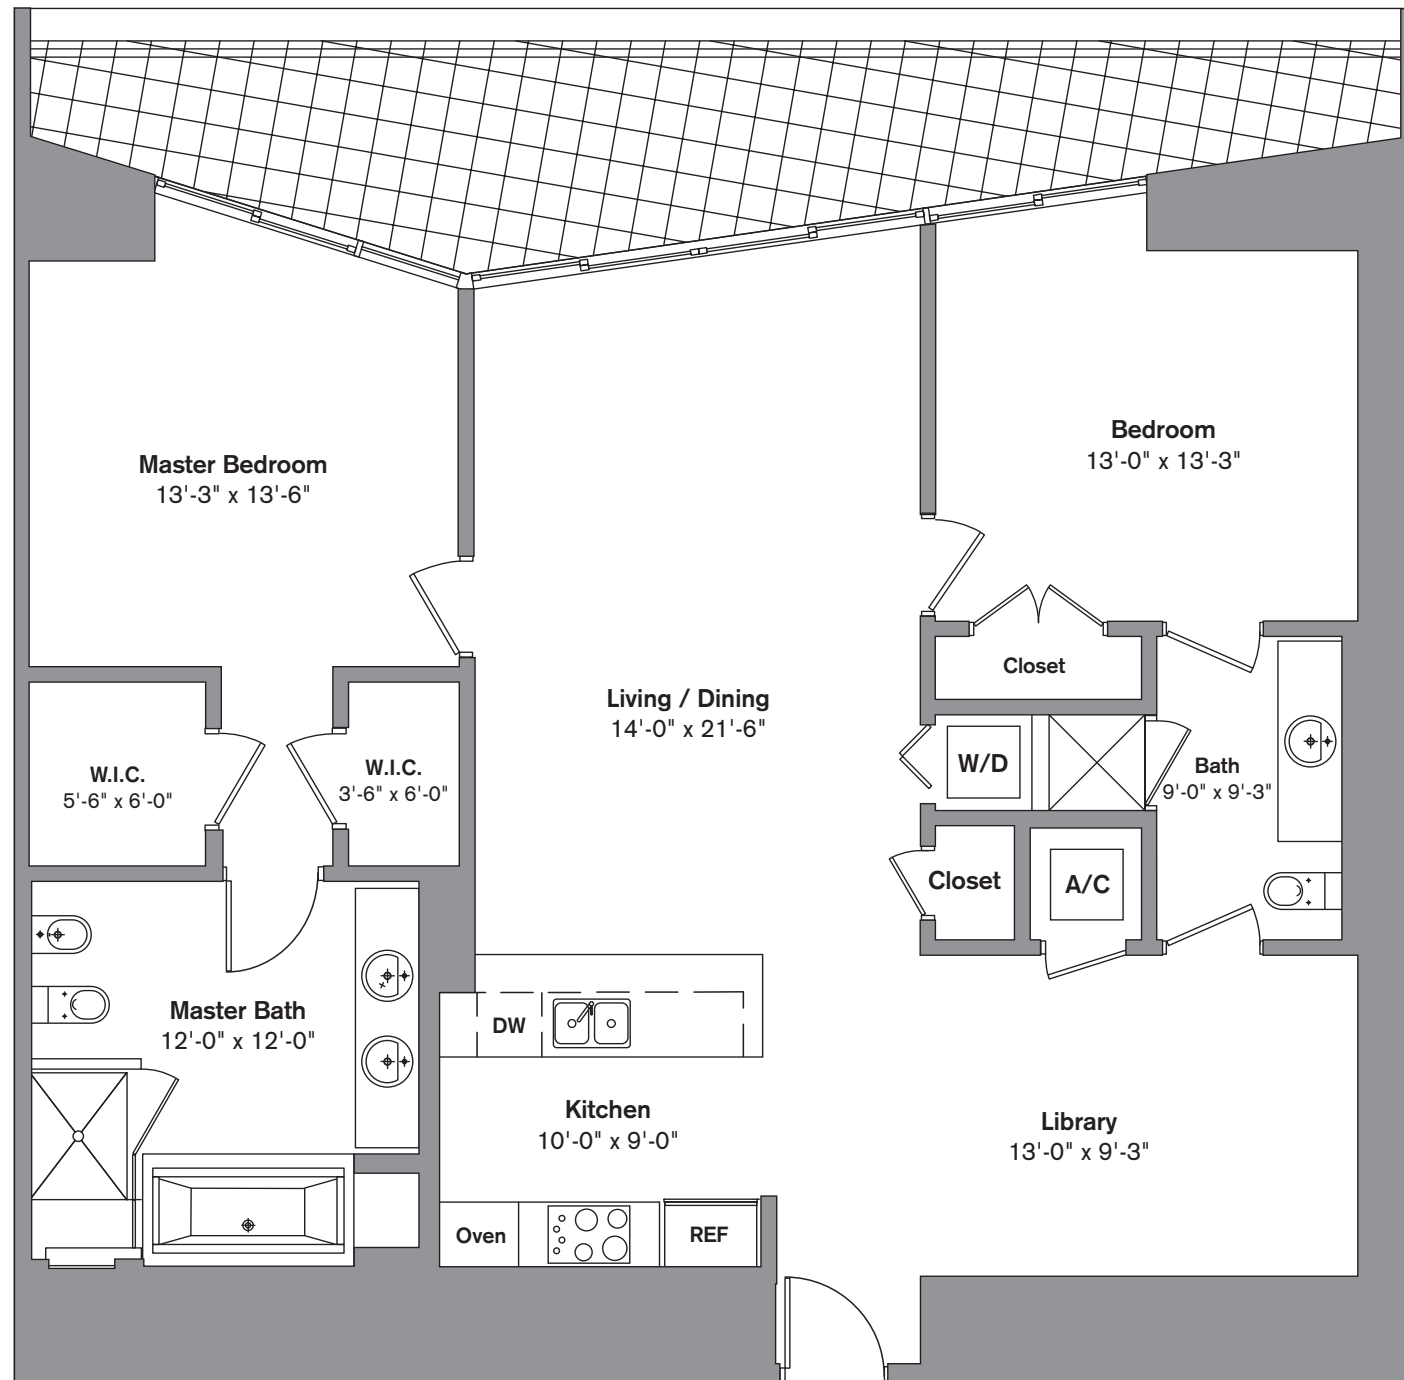 Bedroom
13'-0" x 13'-3"
Master Bedroom
13'-3" x 13'-6"
Closet
Living / Dining
14'-0" x 21'-6"
W.I.C.
5'-6" x 6'-0"
W.I.C.
3'-6" x 6'-0"
W/D
Bath
9'-0" x 9'-3"
Closet
A/C
Master Bath
12'-0" x 12'-0"
DW
Kitchen
10'-0" x 9'-0"
Library
13'-0" x 9'-3"
Oven
REF